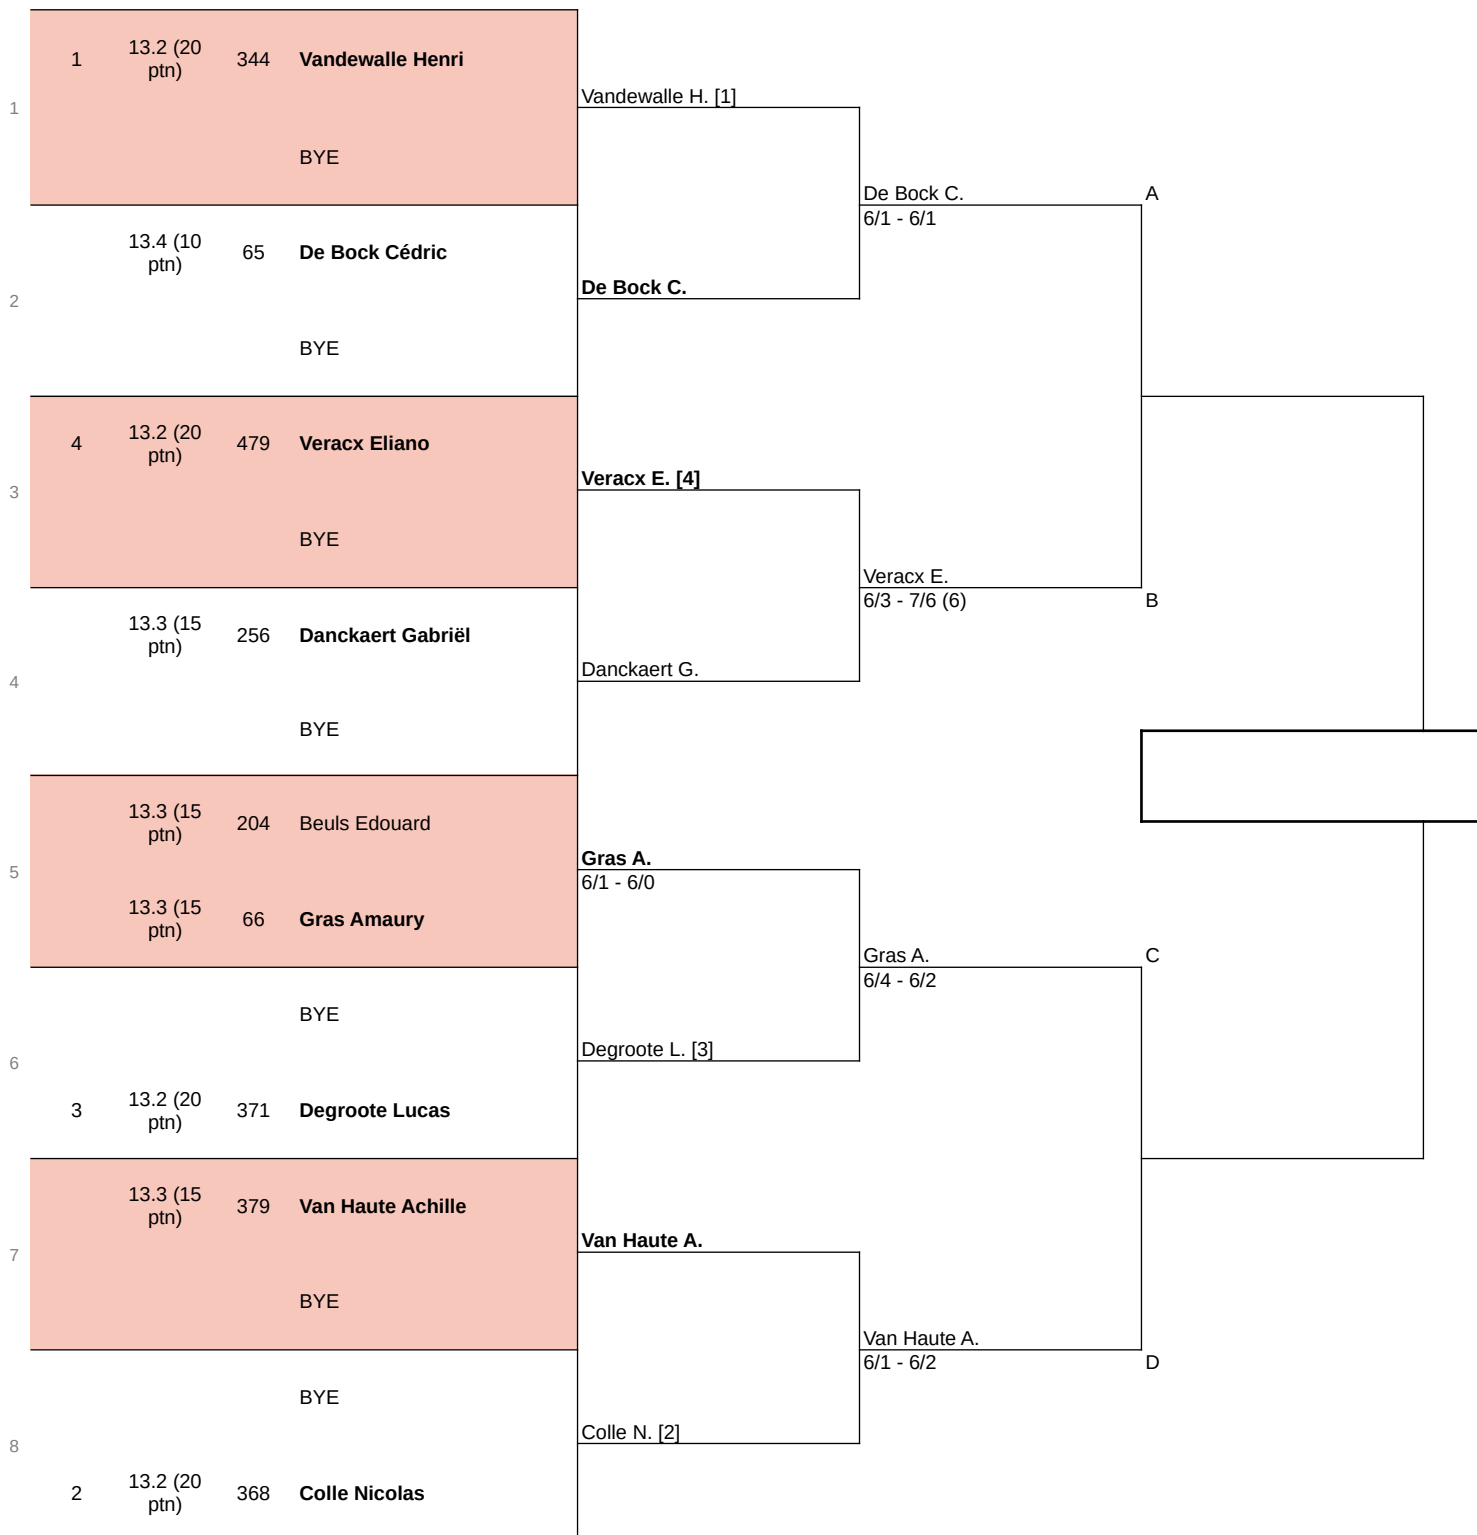 1 13.2 (20 ptn) 344 Vandewalle Henri
Vandewalle H. [1]
1
BYE
De Bock C. A
6/1 - 6/1
13.4 (10 ptn) 65 De Bock Cédric
De Bock C.
2
BYE
4 13.2 (20 ptn) 479 Veracx Eliano
Veracx E. [4]
3
BYE
Veracx E.
6/3 - 7/6 (6) B
13.3 (15 ptn) 256 Danckaert Gabriël
Danckaert G.
4
BYE
13.3 (15 ptn) 204 Beuls Edouard
Gras A.
5
6/1 - 6/0
13.3 (15 ptn) 66 Gras Amaury
Gras A. C
6/4 - 6/2
BYE
Degroote L. [3]
6
3 13.2 (20 ptn) 371 Degroote Lucas
13.3 (15 ptn) 379 Van Haute Achille
Van Haute A.
7
BYE
Van Haute A.
6/1 - 6/2 D
BYE
Colle N. [2]
8
2 13.2 (20 ptn) 368 Colle Nicolas